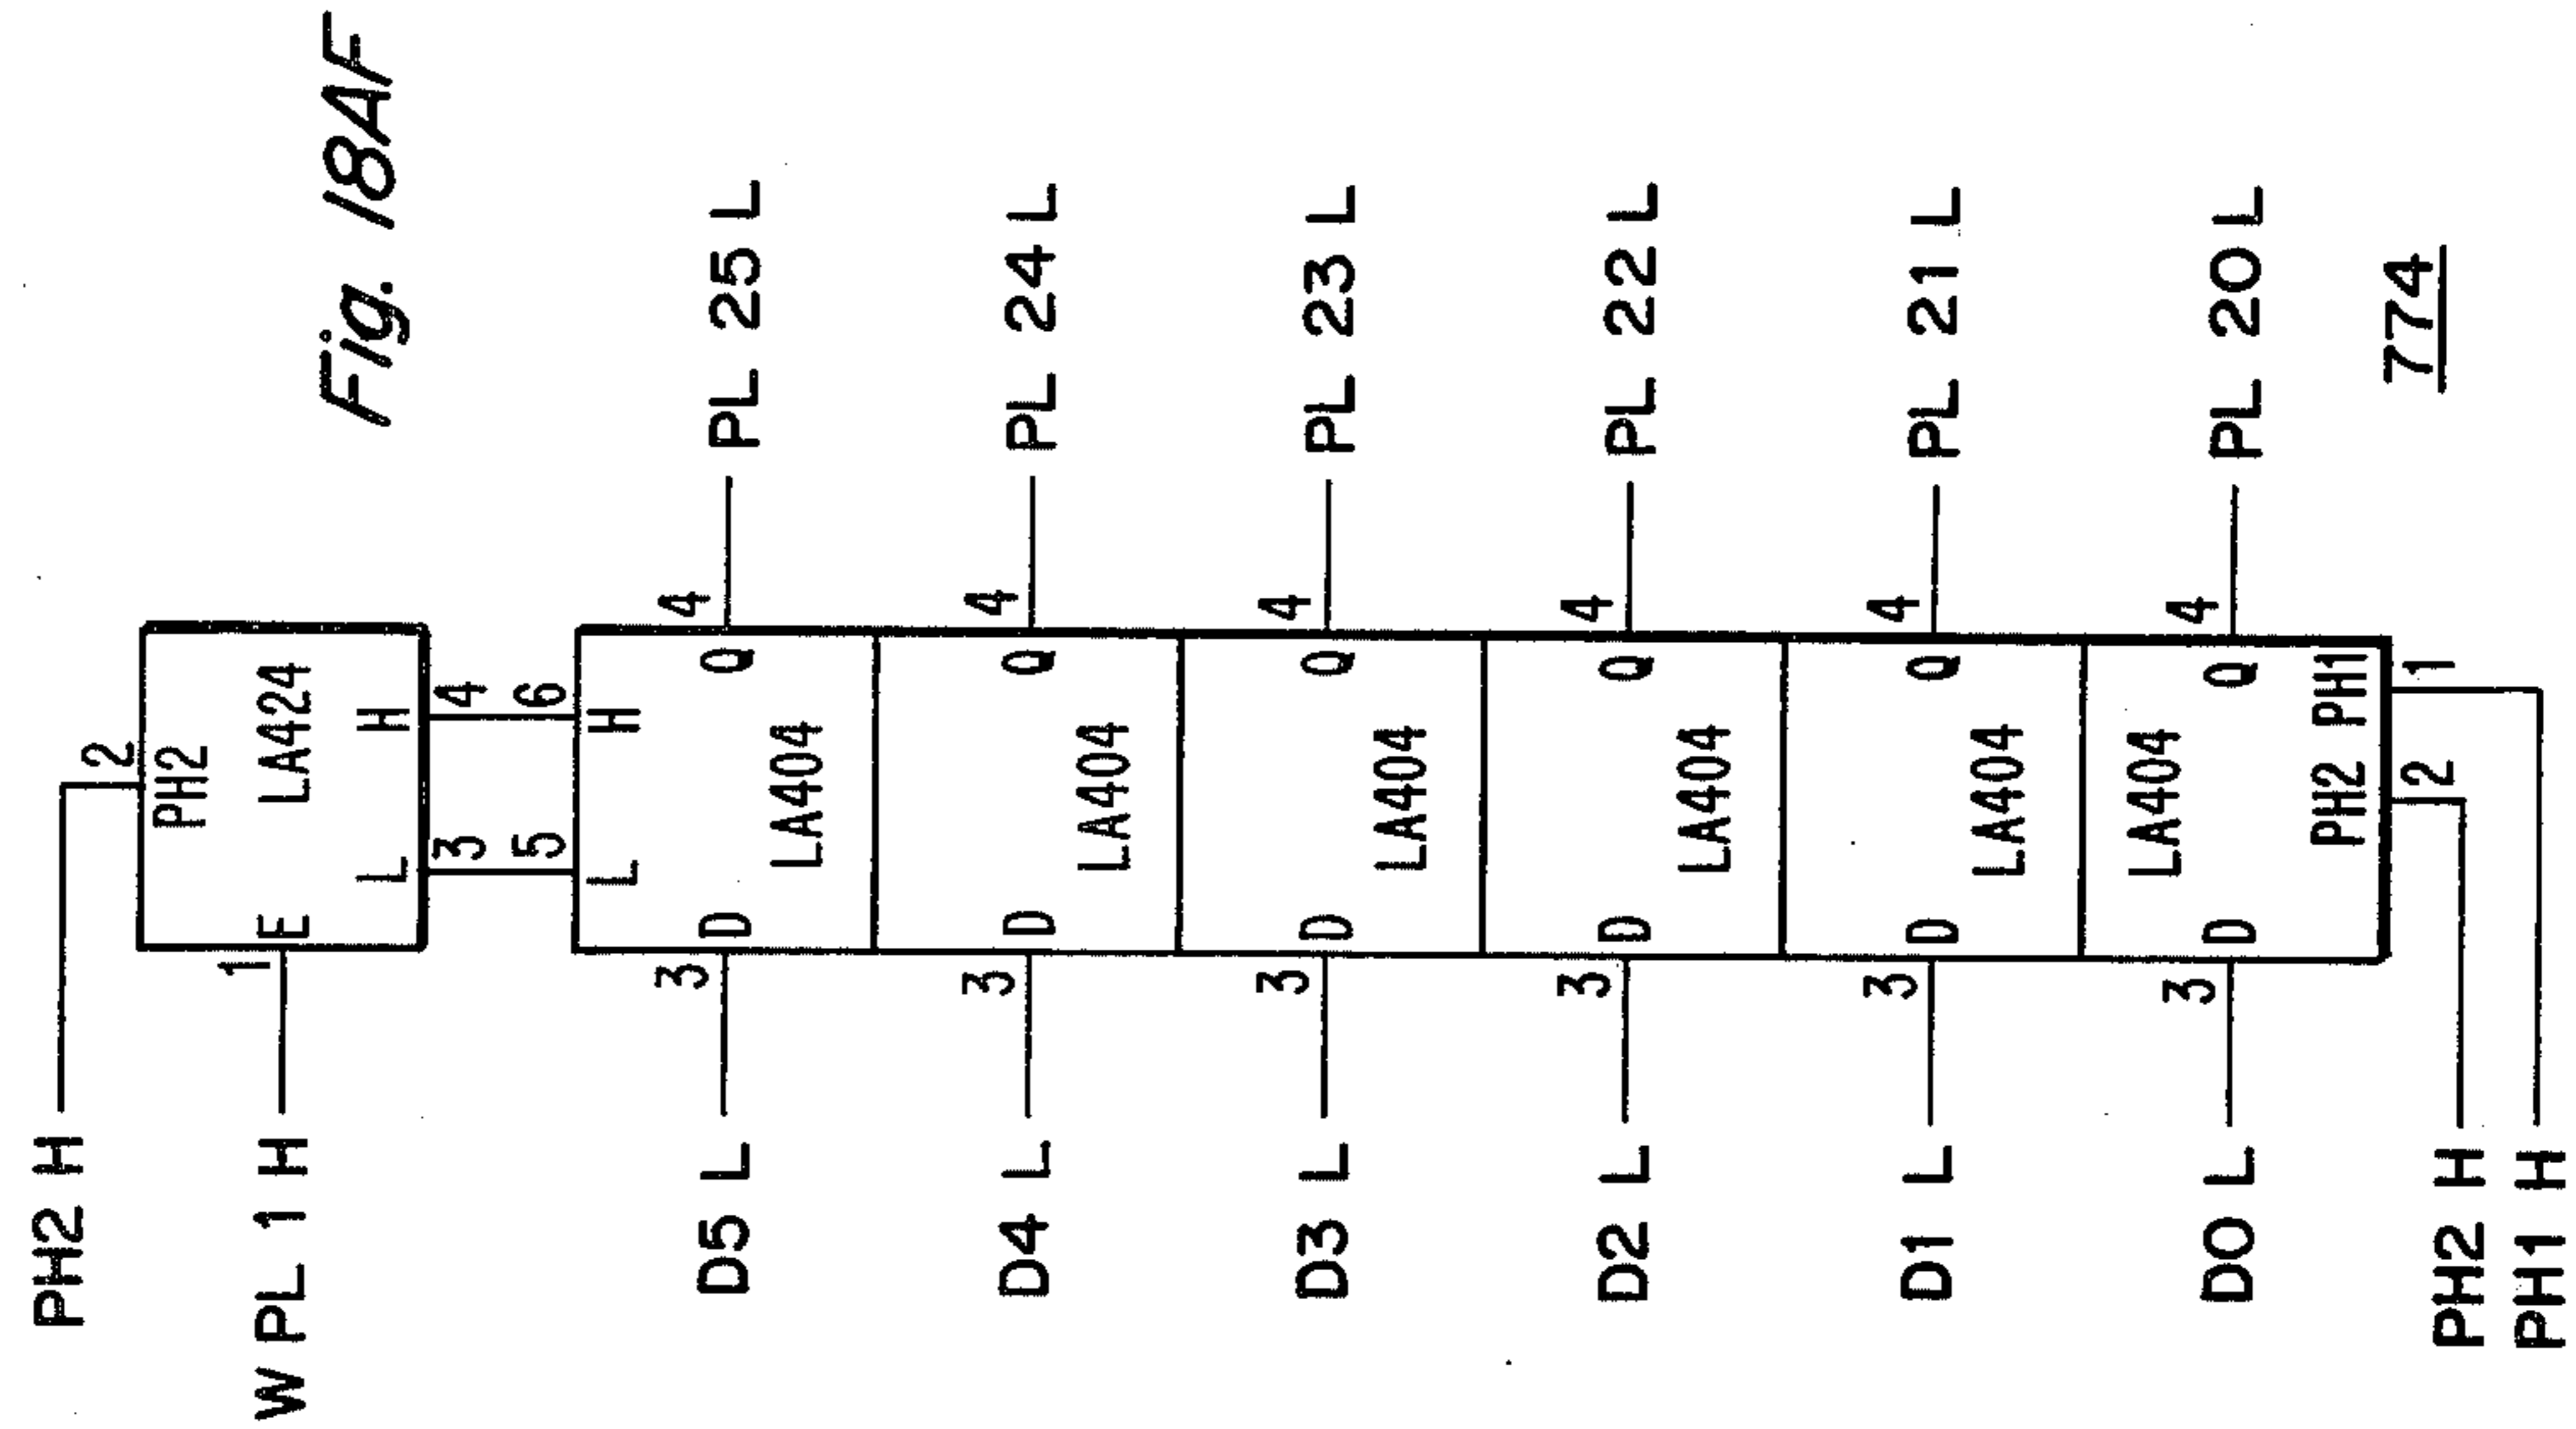 Fig. 18AF
PH2 H
2
PH2
W PL 1 H
1
E
LA424
L H
3 4
5 6
L H
D5 L
3
D
Q
4
PL 25 L
LA404
D4 L
3
D
Q
4
PL 24 L
LA404
D3 L
3
D
Q
4
PL 23 L
LA404
D2 L
3
D
Q
4
PL 22 L
LA404
D1 L
3
D
Q
4
PL 21 L
LA404
LA404
D0 L
3
D
Q
4
PL 20 L
PH2 PH1
2 1
PH2 H
PH1 H
774